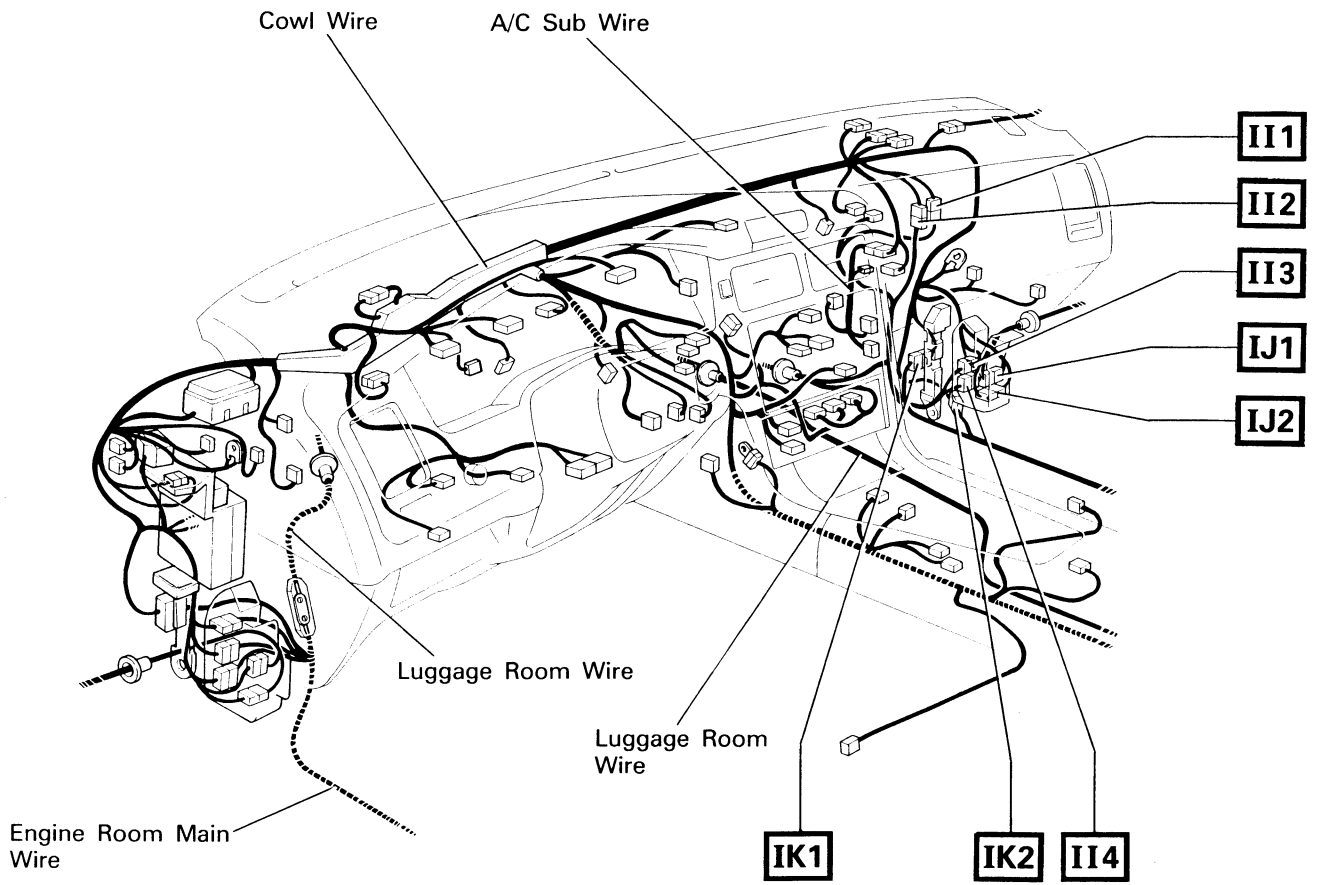 Cowl Wire
A/C Sub Wire
II1
II2
II3
IJ1
IJ2
Luggage Room Wire
Luggage Room
Wire
Engine Room Main
Wire
IK1
IK2
II4